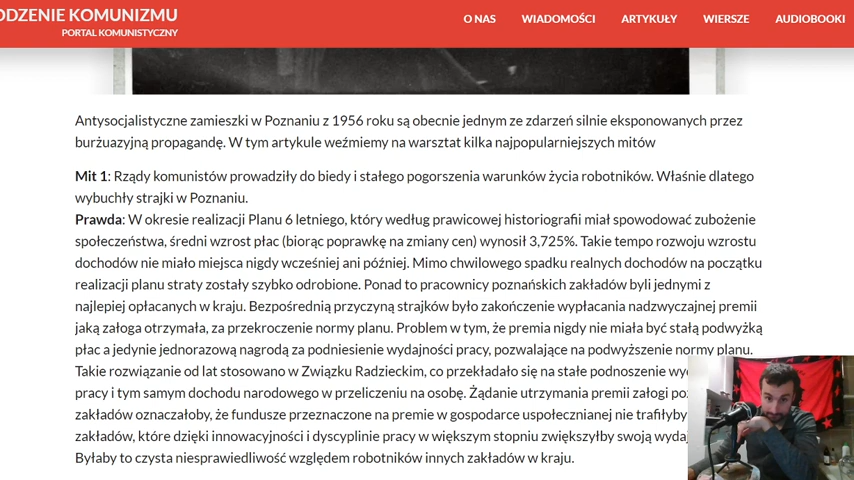 ODZENIE KOMUNIZMU
PORTAL KOMUNISTYCZNY
O NAS WIADOMOŚCI ARTYKUŁY WIERSZE AUDIOBOOKI
Antysocjalistyczne zamieszki w Poznaniu z 1956 roku są obecnie jednym ze zdarzeń silnie eksponowanych przez
burżuazyjną propagandę. W tym artykule weźmiemy na warsztat kilka najpopularniejszych mitów
Mit 1: Rządy komunistów prowadziły do biedy i stałego pogorszenia warunków życia robotników. Właśnie dlatego
wybuchły strajki w Poznaniu.
Prawda: W okresie realizacji Planu 6 letniego, który według prawicowej historiografii miał spowodować zubożenie
społeczeństwa, średni wzrost płac (biorąc poprawkę na zmiany cen) wynosił 3,725%. Takie tempo rozwoju wzrostu
dochodów nie miało miejsca nigdy wcześniej ani później. Mimo chwilowego spadku realnych dochodów na początku
realizacji planu straty zostały szybko odrobione. Ponad to pracownicy poznańskich zakładów byli jednymi z
najlepiej opłacanych w kraju. Bezpośrednią przyczyną strajków było zakończenie wypłacania nadzwyczajnej premii
jaką załoga otrzymała, za przekroczenie normy planu. Problem w tym, że premia nigdy nie miała być stałą podwyżką
płac a jedynie jednorazową nagrodą za podniesienie wydajności pracy, pozwalające na podwyższenie normy planu.
Takie rozwiązanie od lat stosowano w Związku Radzieckim, co przekładało się na stałe podnoszenie
pracy i tym samym dochodu narodowego w przeliczeniu na osobę. Żądanie utrzymania premii załogi
zakładów oznaczałoby, że fundusze przeznaczone na premie w gospodarce uspołecznianej nie trafiłyby
zakładów, które dzięki innowacyjności i dyscyplinie pracy w większym stopniu zwiększyłby swoją
Byłaby to czysta niesprawiedliwość względem robotników innych zakładów w kraju.